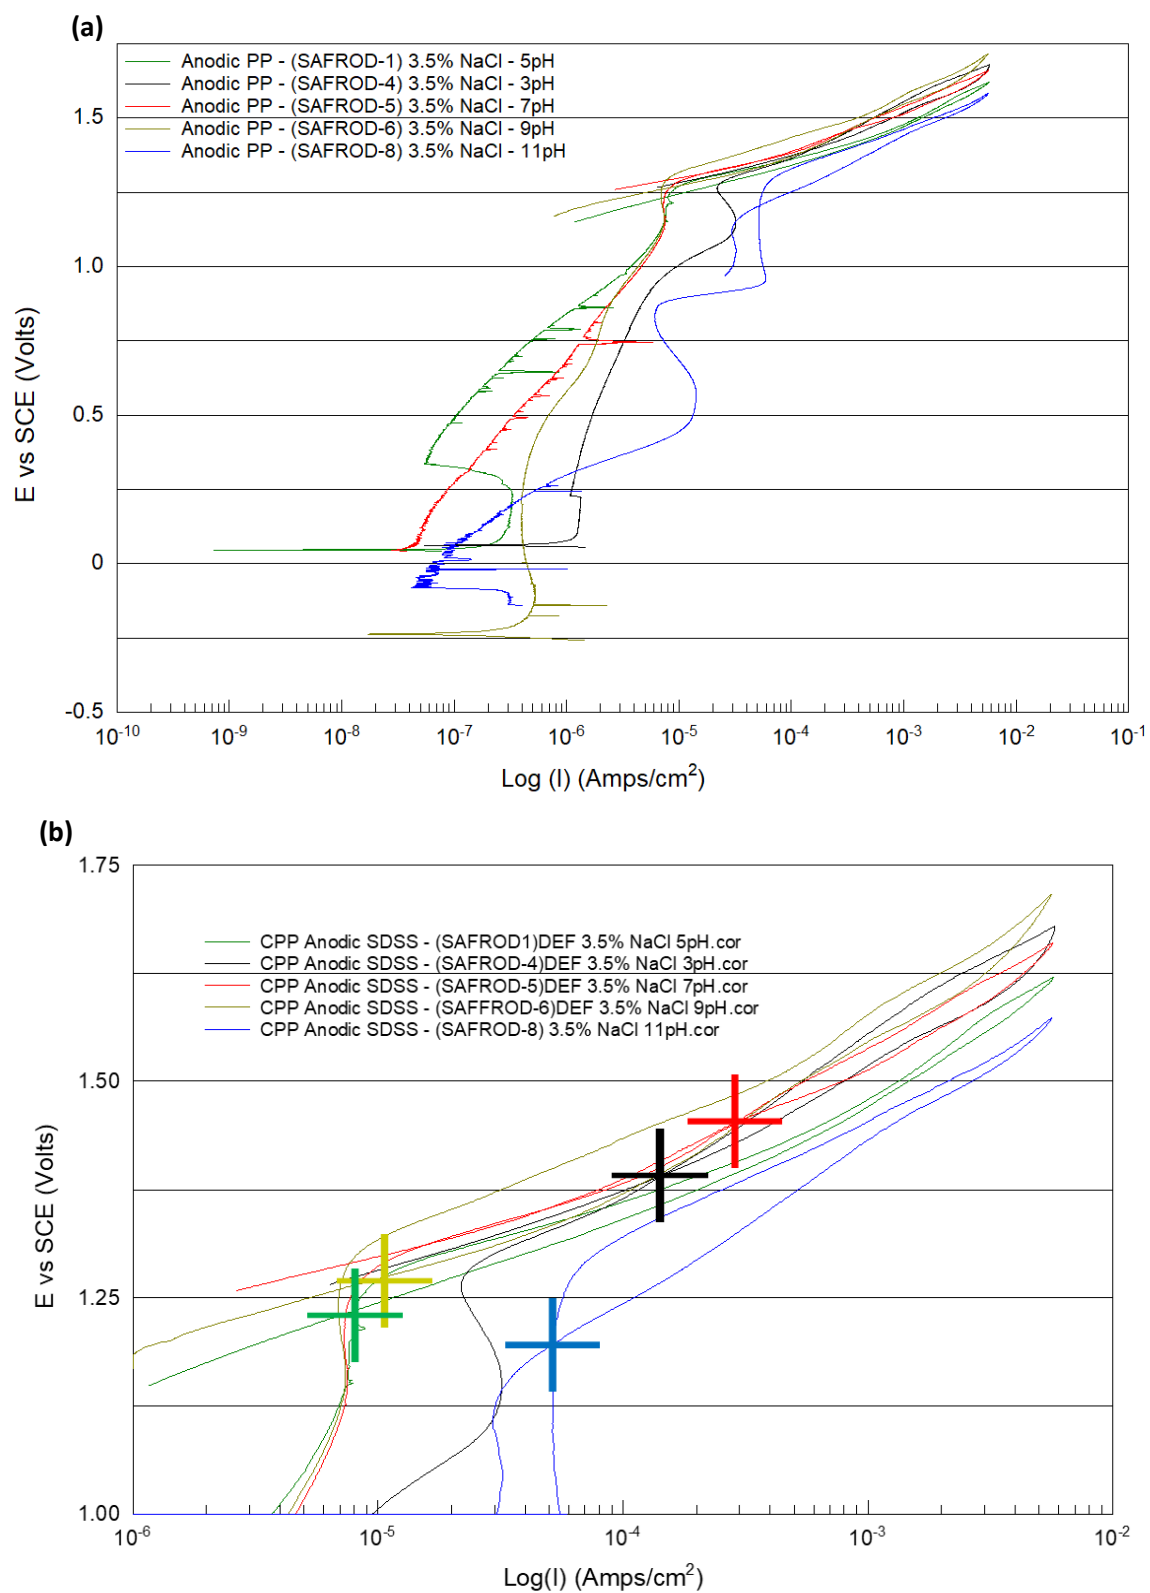 (a)
Anodic PP - (SAFROD-1) 3.5% NaCl - 5pH
Anodic PP - (SAFROD-4) 3.5% NaCl - 3pH
Anodic PP - (SAFROD-5) 3.5% NaCl - 7pH
Anodic PP - (SAFROD-6) 3.5% NaCl - 9pH
Anodic PP - (SAFROD-8) 3.5% NaCl - 11pH
1.5
1.0
0.5
0
-0.5
E vs SCE (Volts)
10-10 10-9 10-8 10-7 10-6 10-5 10-4 10-3 10-2 10-1
Log (I) (Amps/cm2)
(b)
1.75
CPP Anodic SDSS - (SAFROD1)DEF 3.5% NaCl 5pH.cor
CPP Anodic SDSS - (SAFROD-4)DEF 3.5% NaCl 3pH.cor
CPP Anodic SDSS - (SAFROD-5)DEF 3.5% NaCl 7pH.cor
CPP Anodic SDSS - (SAFFROD-6)DEF 3.5% NaCl 9pH.cor
CPP Anodic SDSS - (SAFROD-8) 3.5% NaCl 11pH.cor
1.50
1.25
1.00
E vs SCE (Volts)
10-6 10-5 10-4 10-3 10-2
Log(I) (Amps/cm2)